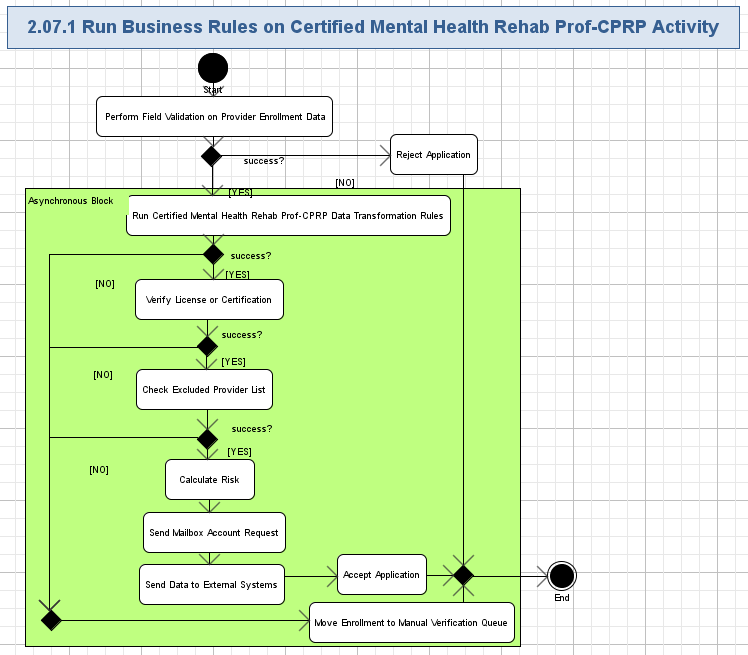 2.07.1 Run Business Rules on Certified Mental Health Rehab Prof-CPRP Activity
Start
Perform Field Validation on Provider Enrollment Data
success?
Reject Application
[NO]
[YES]
Asynchronous Block
Run Certified Mental Health Rehab Prof-CPRP Data Transformation Rules
success?
[YES]
[NO]
Verify License or Certification
success?
[YES]
[NO]
Check Excluded Provider List
success?
[YES]
[NO]
Calculate Risk
Send Mailbox Account Request
Send Data to External Systems
Accept Application
End
Move Enrollment to Manual Verification Queue